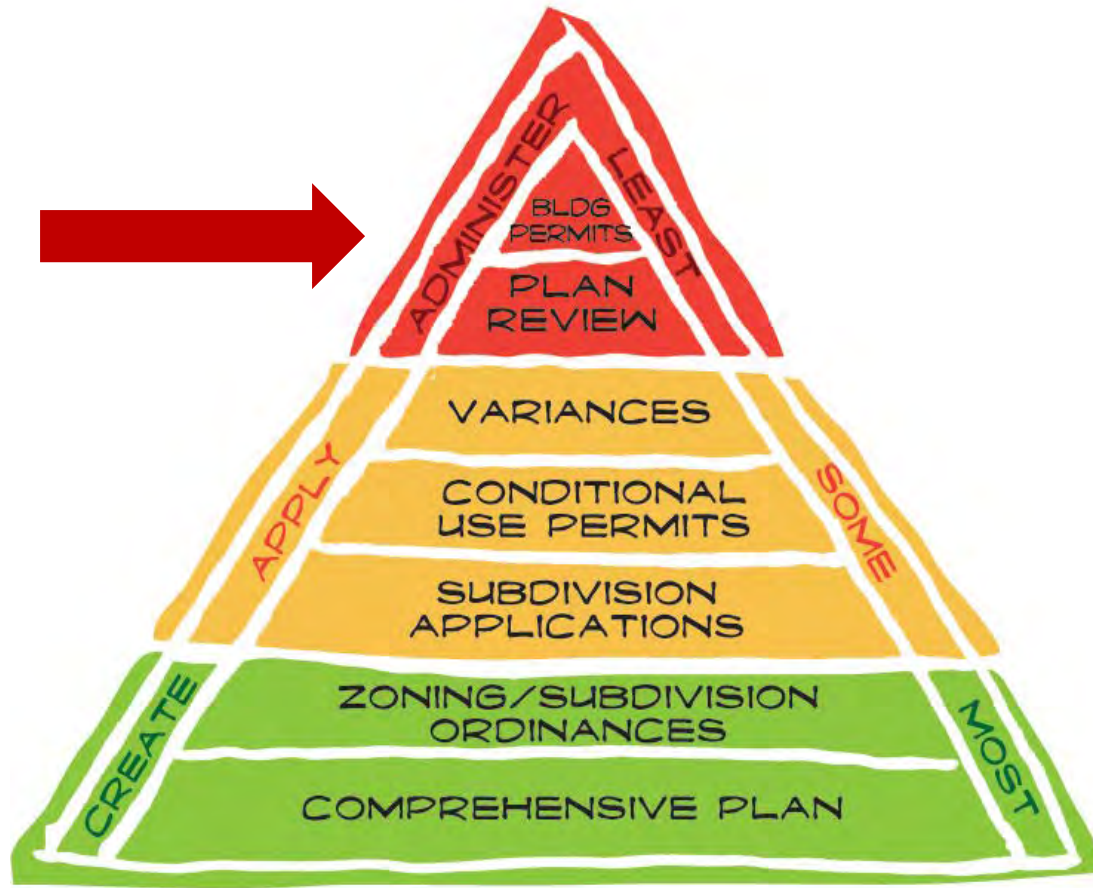 ADMINISTER
LEAST
BLDG
PERMITS
PLAN
REVIEW
APPLY
SOME
VARIANCES
CONDITIONAL
USE PERMITS
SUBDIVISION
APPLICATIONS
CREATE
MOST
ZONING/SUBDIVISION
ORDINANCES
COMPREHENSIVE PLAN